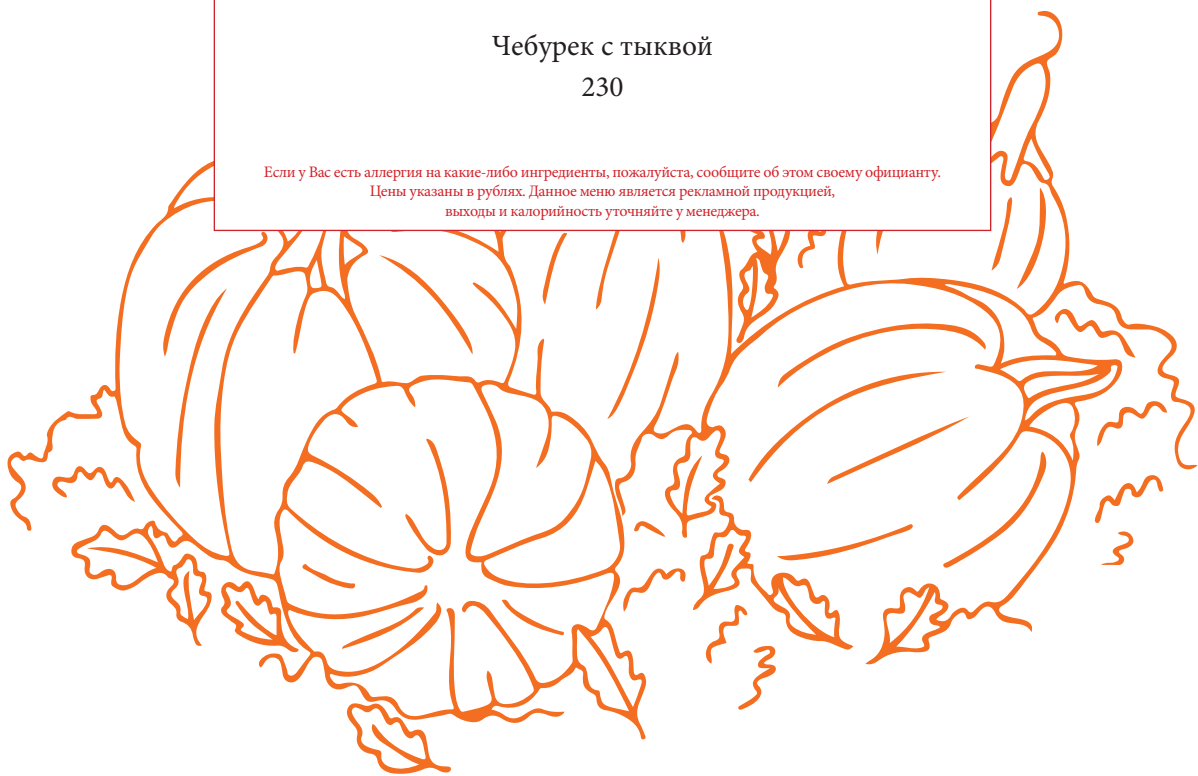 Чебурек с тыквой
230
Если у Вас есть аллергия на какие-либо ингредиенты, пожалуйста, сообщите об этом своему официанту.
Цены указаны в рублях. Данное меню является рекламной продукцией,
выходы и калорийность уточняйте у менеджера.